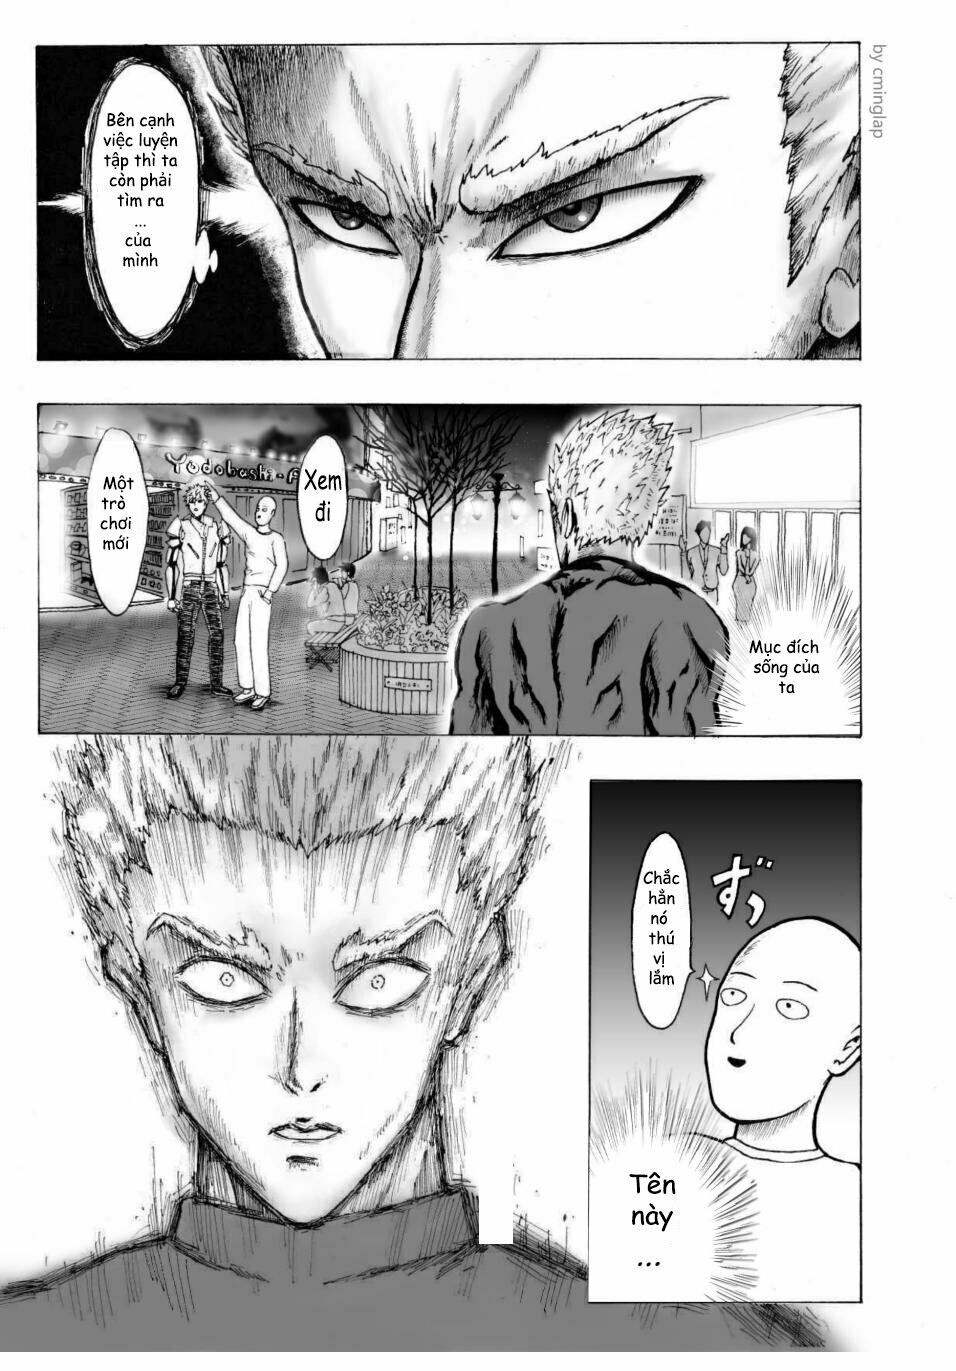 by cminglap
Bên cạnh
việc luyện
tập thì ta
còn phải
tìm ra
...
của
mình
Yodobashi-
Xem
đi
Một
trò
chơi
mới
Mục đích
sống của
ta
Chắc
hẳn
nó
thú
vị
lắm
ずっ
Tên
này
...